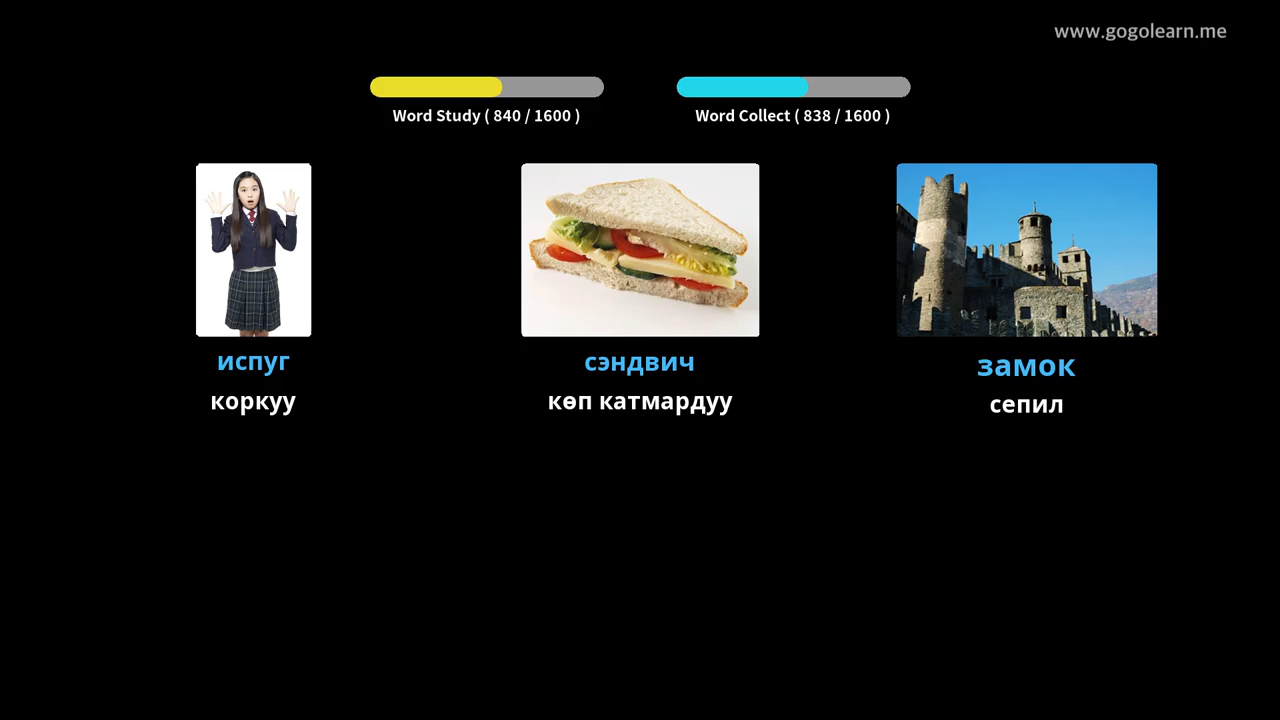 www.gogolearn.me
Word Study ( 840 / 1600 )
Word Collect ( 838 / 1600 )
испуг
коркуу
сэндвич
көп катмардуу
замок
сепил